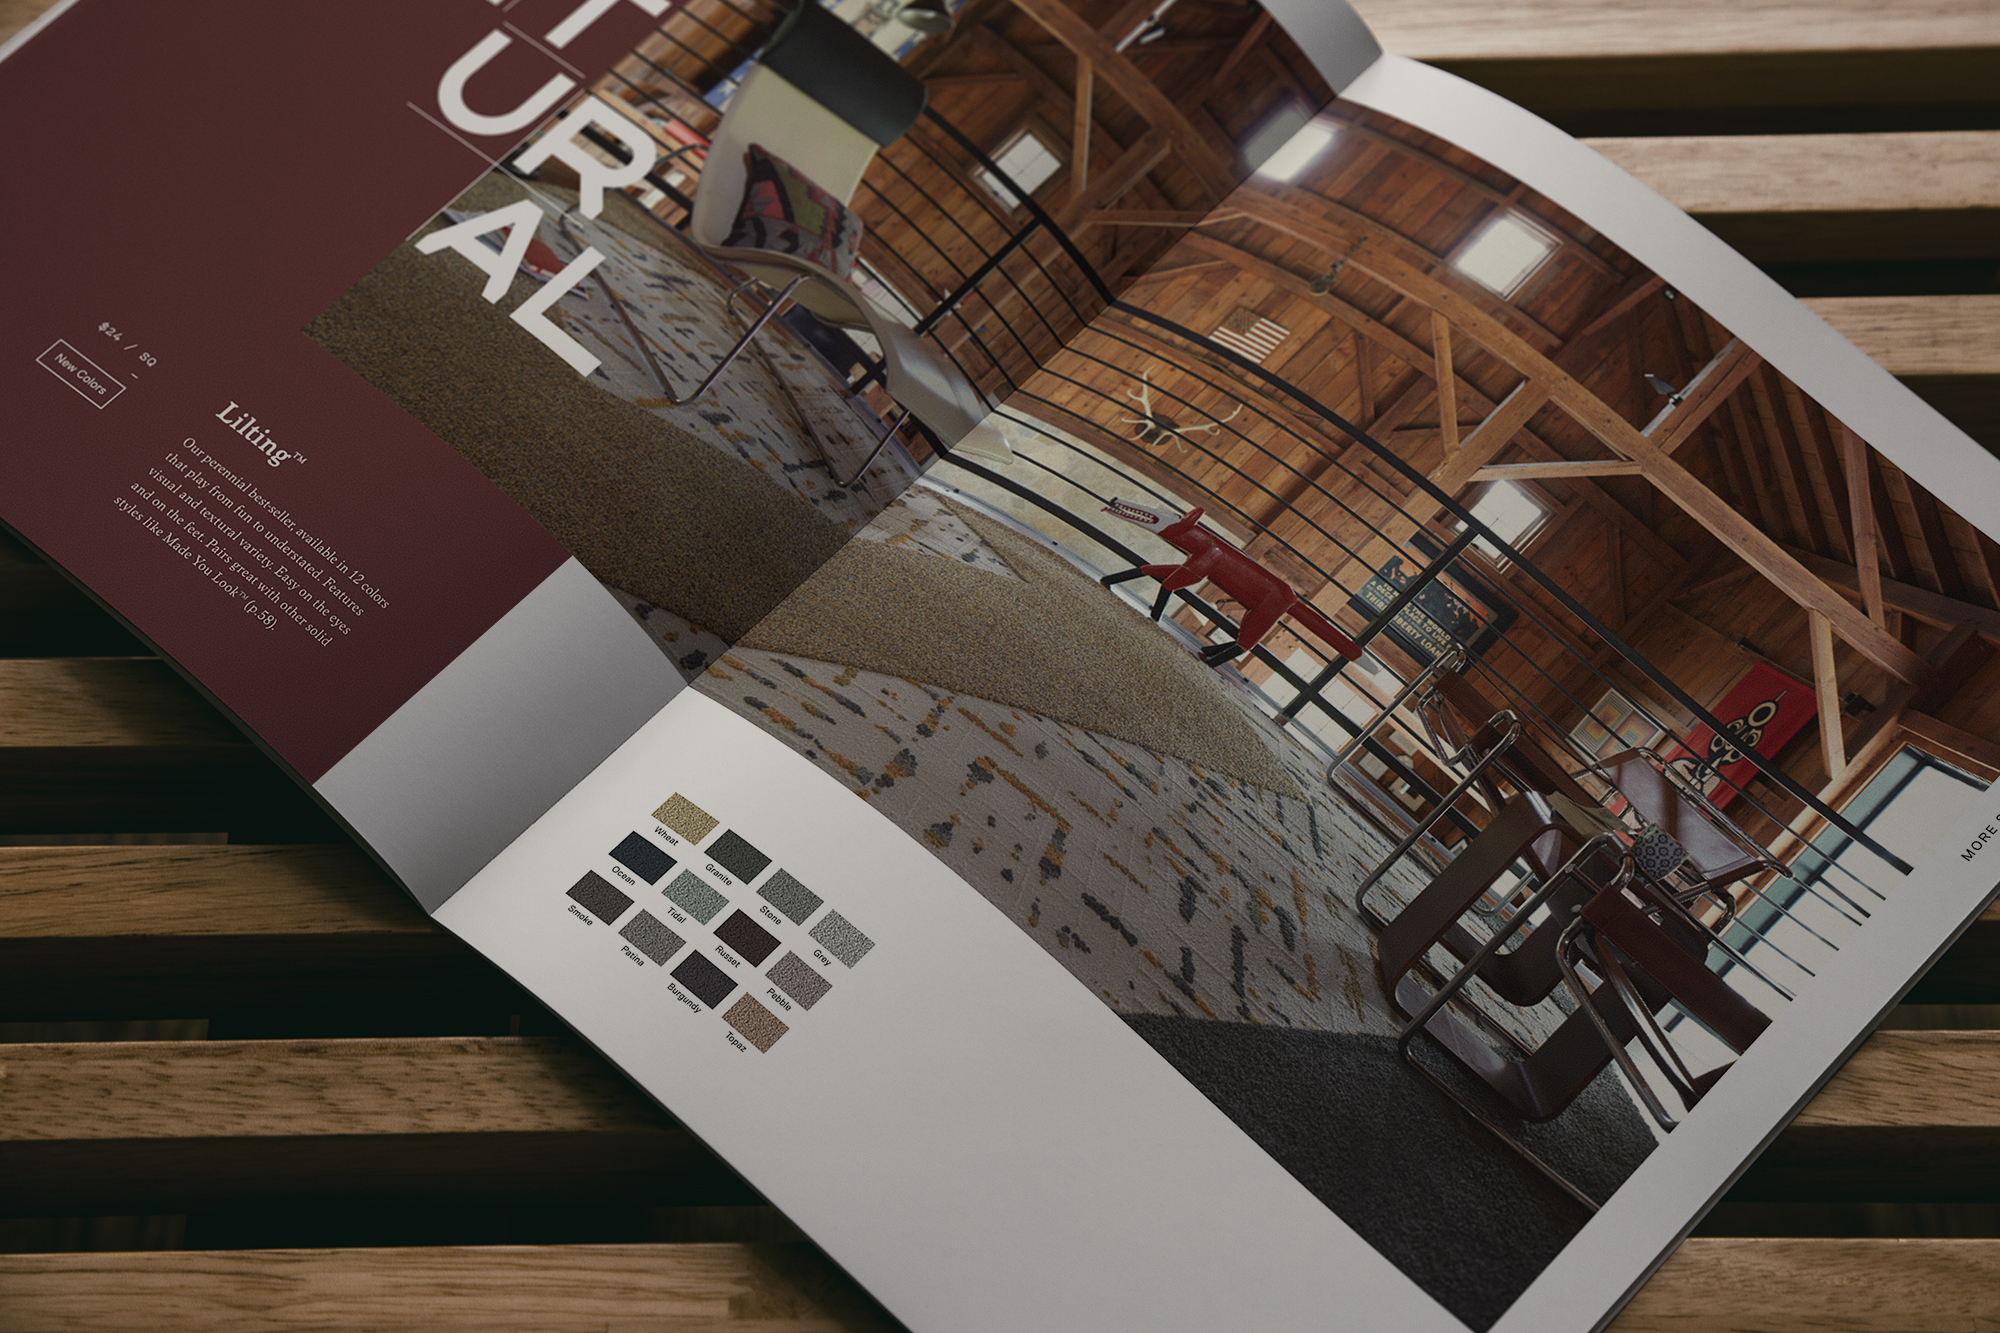 T
UR
AL
$24 / SQ
New Colors
Lilting™
Our perennial best-seller, available in 12 colors
that play from fun to understated. Features
visual and textural variety. Easy on the eyes
and on the feet. Pairs great with other solid
styles like Made You Look™ (p.58).
Wheat
Granite
Stone
Grey
Ocean
Tidal
Russet
Pebble
Smoke
Patina
Burgundy
Topaz
LIBERTY LOAN
MORE